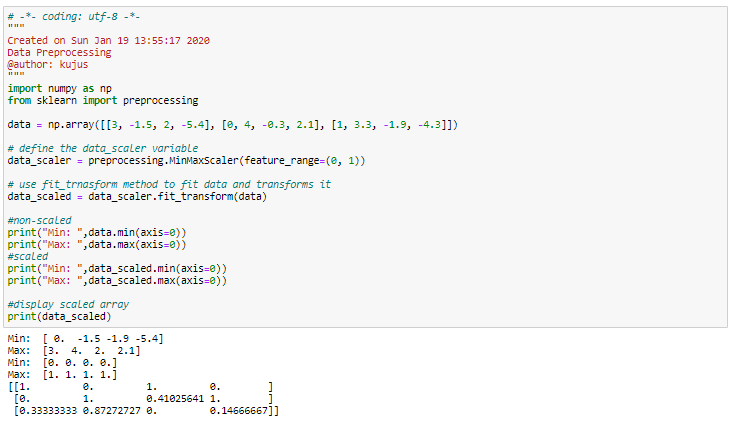 # -*- coding: utf-8 -*-
"""
Created on Sun Jan 19 13:55:17 2020
Data Preprocessing
@author: kujus
"""
import numpy as np
from sklearn import preprocessing

data = np.array([[3, -1.5, 2, -5.4], [0, 4, -0.3, 2.1], [1, 3.3, -1.9, -4.3]])

# define the data_scaler variable
data_scaler = preprocessing.MinMaxScaler(feature_range=(0, 1))

# use fit_trnasform method to fit data and transforms it
data_scaled = data_scaler.fit_transform(data)

#non-scaled
print("Min: ",data.min(axis=0))
print("Max: ",data.max(axis=0))
#scaled
print("Min: ",data_scaled.min(axis=0))
print("Max: ",data_scaled.max(axis=0))

#display scaled array
print(data_scaled)
Min:  [ 0.  -1.5 -1.9 -5.4]
Max:  [3.  4.  2.  2.1]
Min:  [0. 0. 0. 0.]
Max:  [1. 1. 1. 1.]
[[1.         0.         1.         0.        ]
 [0.         1.         0.41025641 1.        ]
 [0.33333333 0.87272727 0.         0.14666667]]